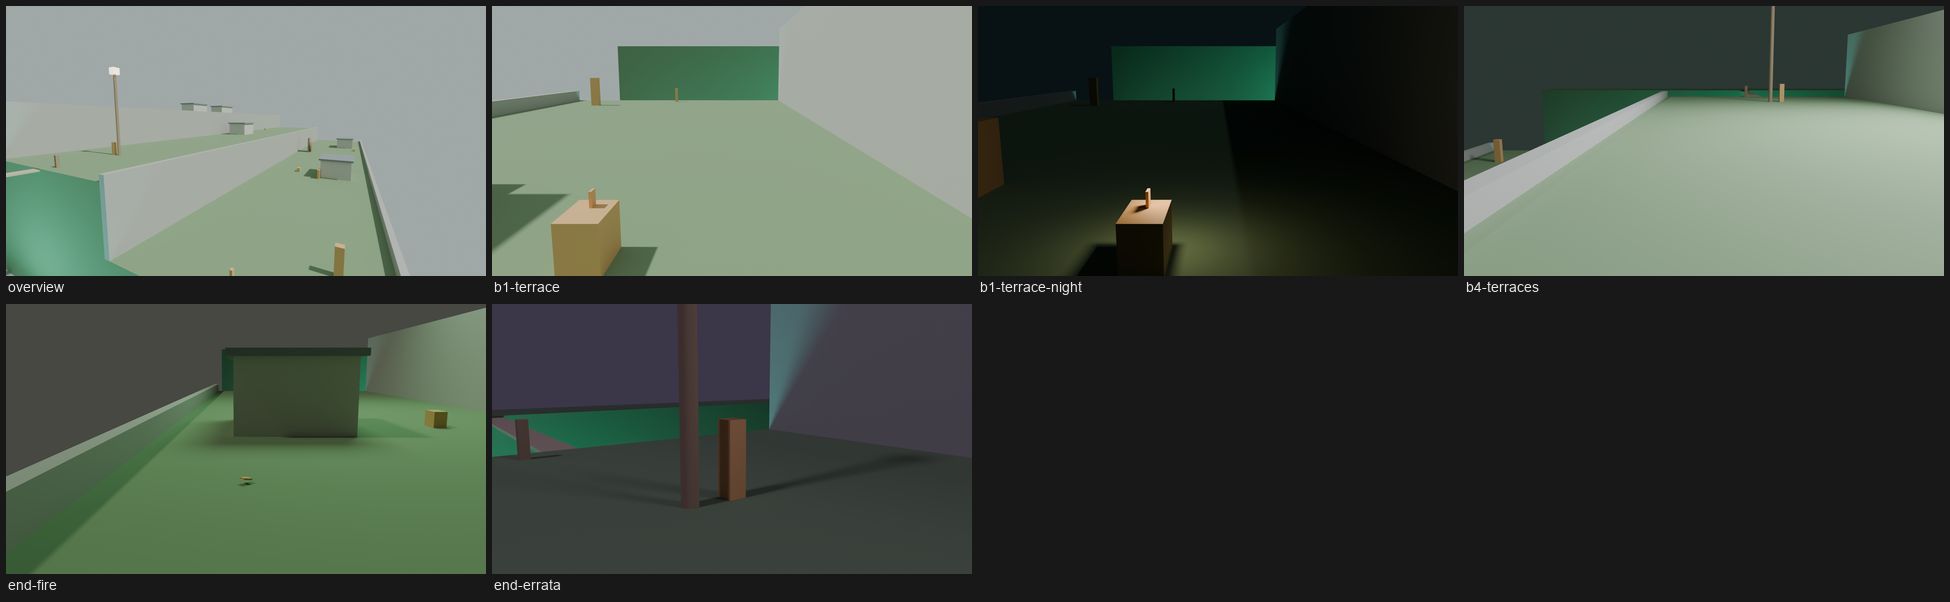 overview
b1-terrace
b1-terrace-night
b4-terraces
end-fire
end-errata